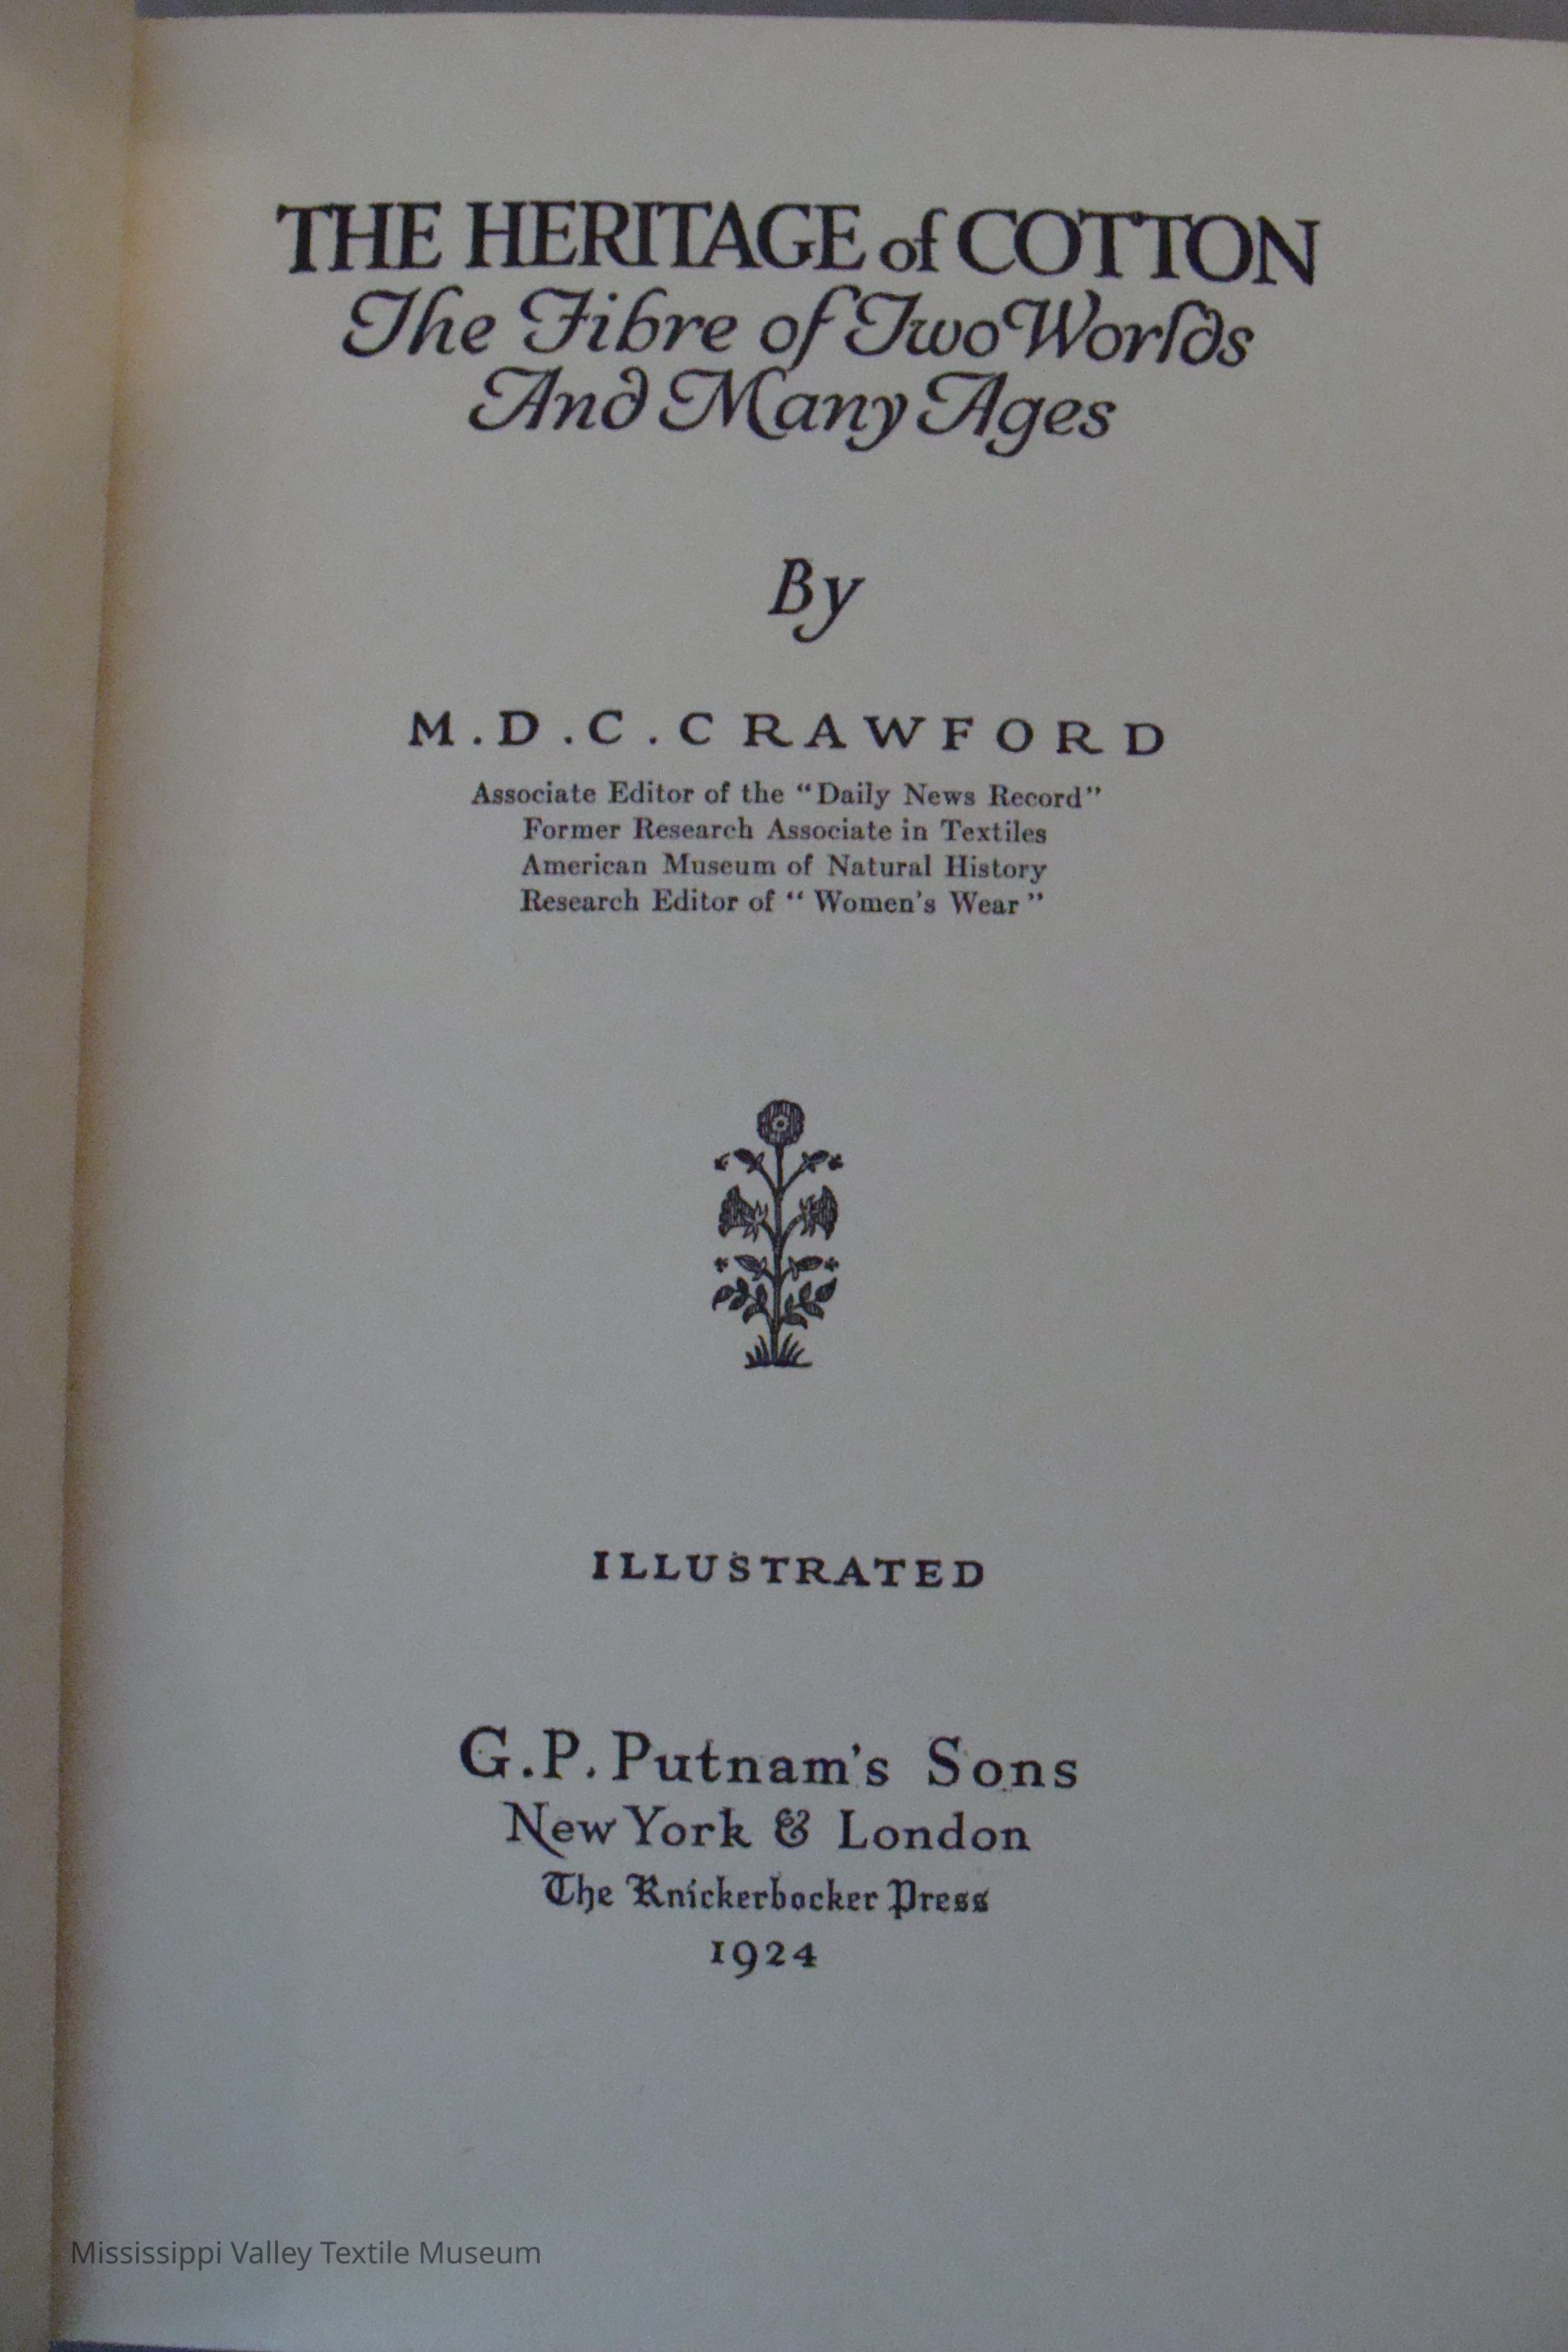 THE HERITAGE of COTTON
The Fibre of Two Worlds
And Many Ages
By
M. D. C. CRAWFORD
Associate Editor of the “Daily News Record”
Former Research Associate in Textiles
American Museum of Natural History
Research Editor of “ Women's Wear ”
ILLUSTRATED
G. P. Putnam's Sons
New York & London
The Knickerbocker Press
1924
Mississippi Valley Textile Museum